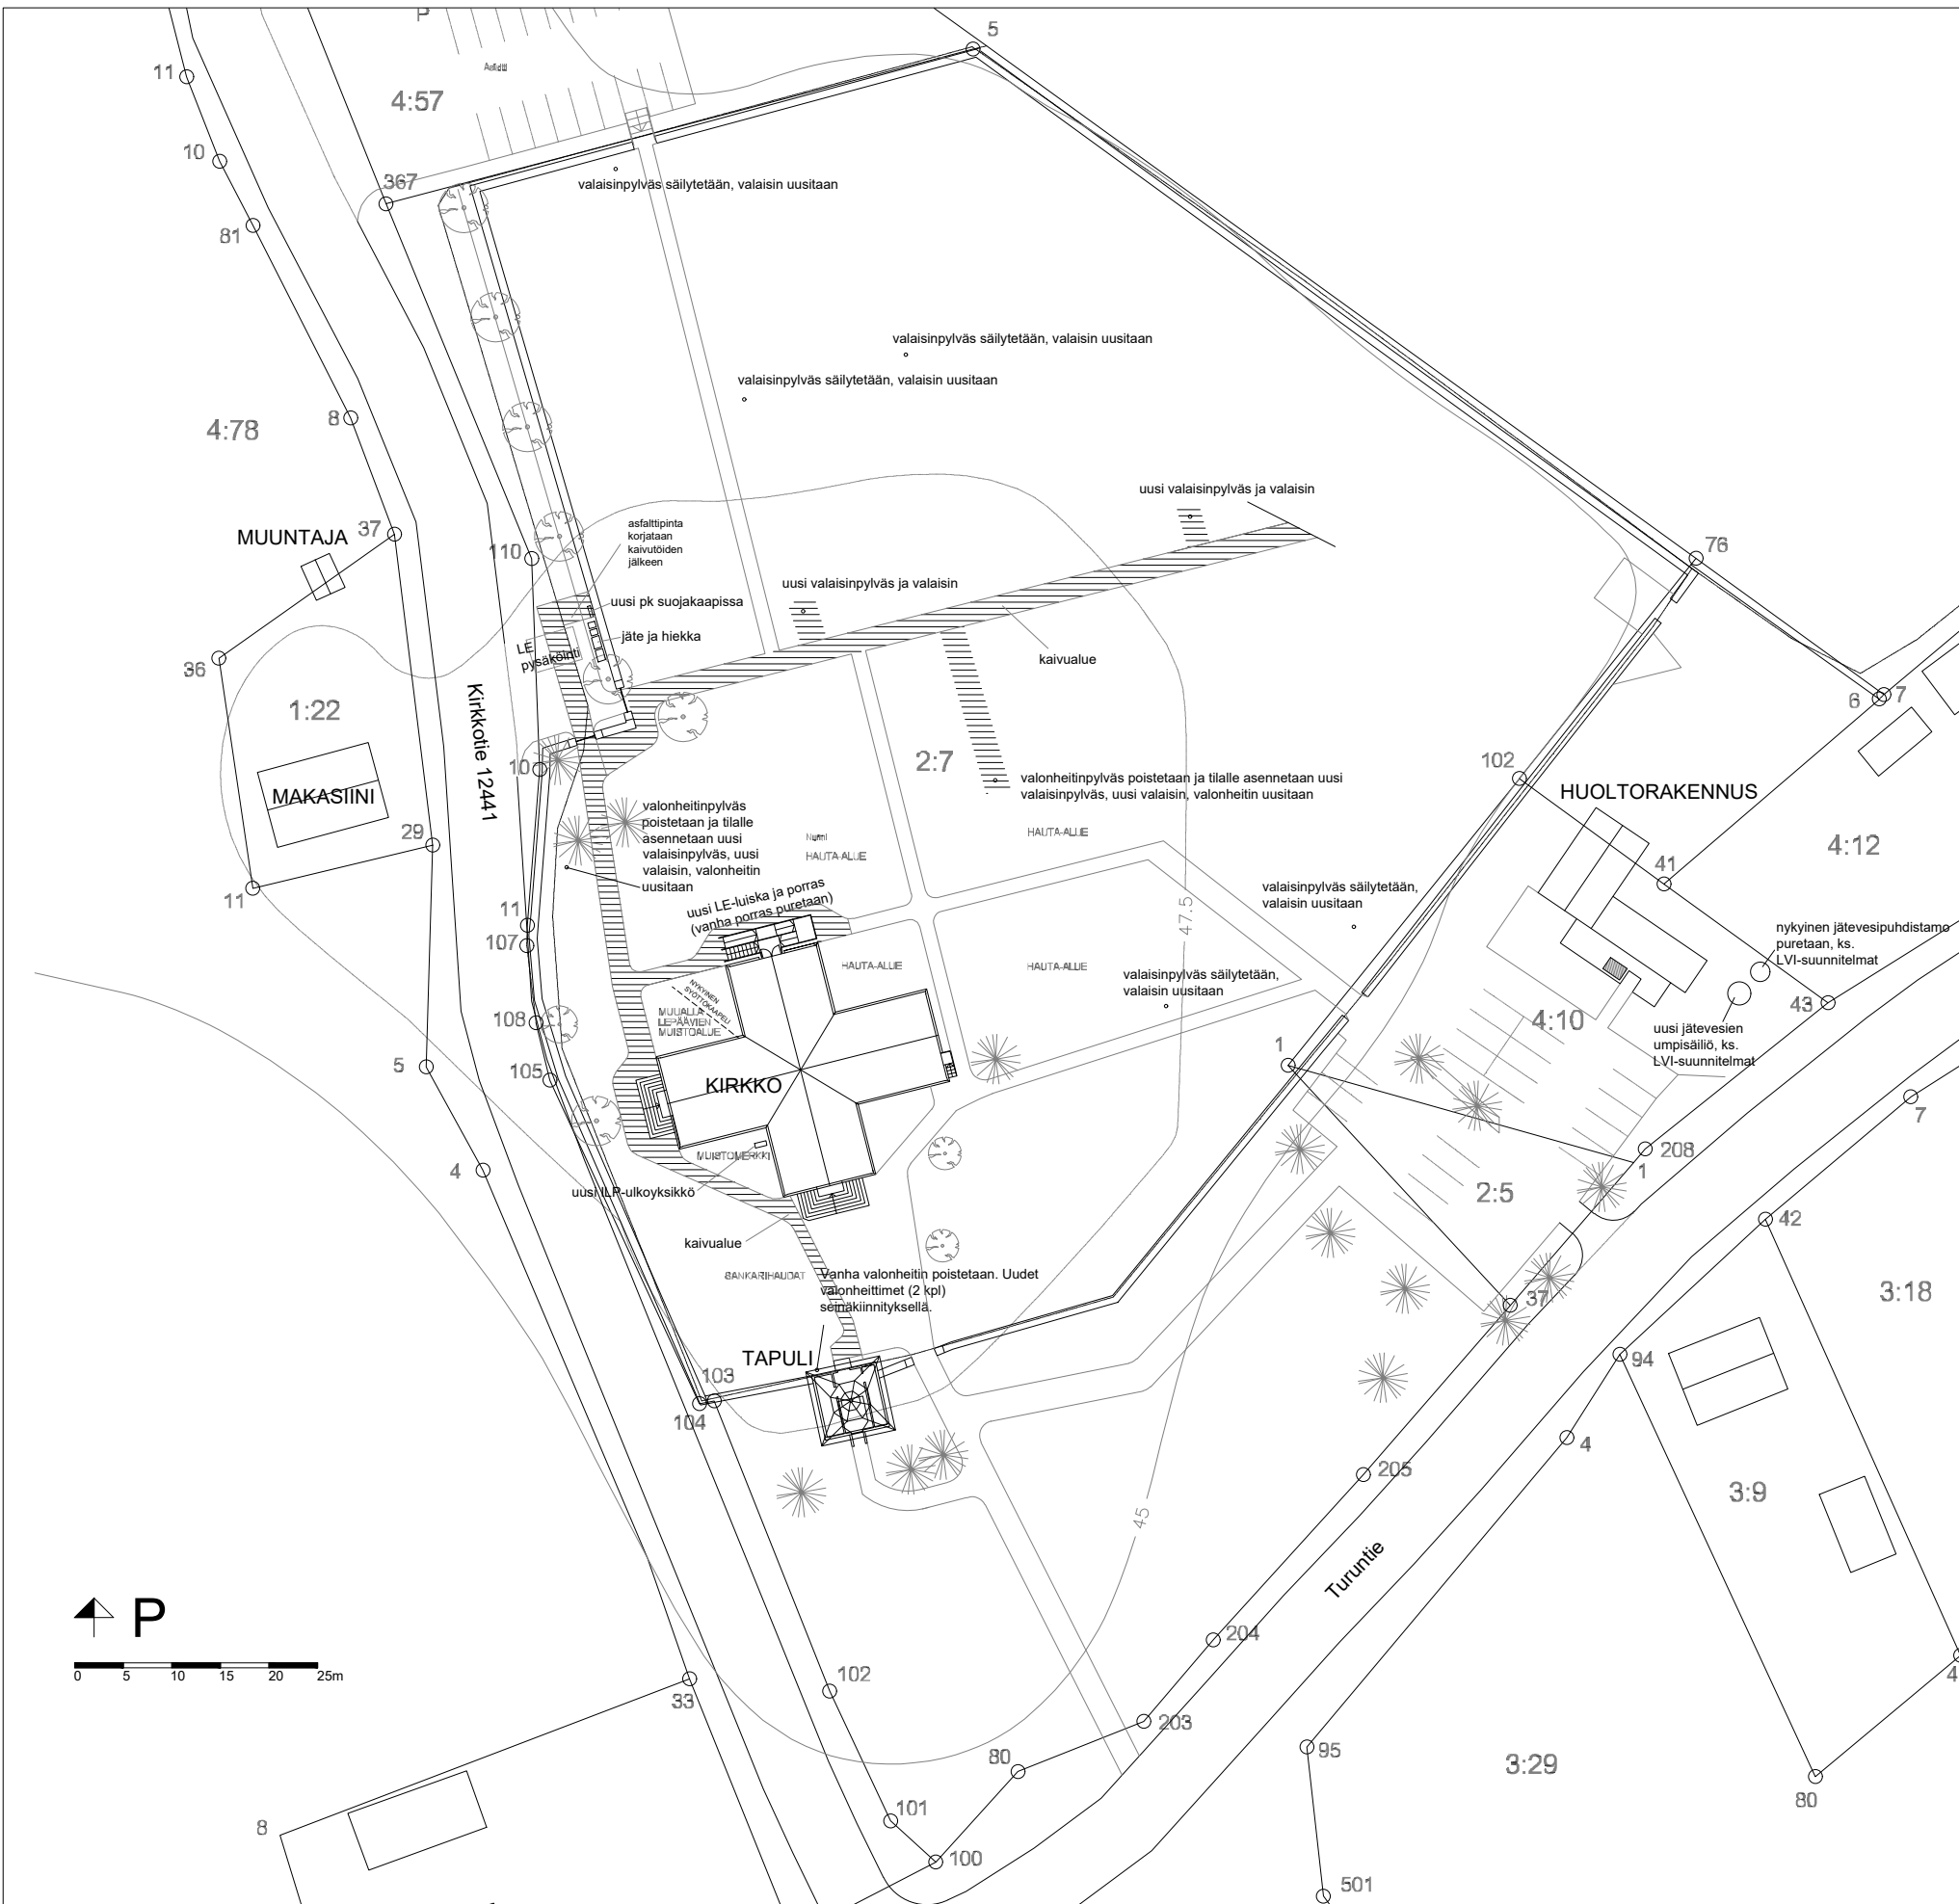 P
5
11
Asfaltti
4:57
10
367
valaisinpylväs säilytetään, valaisin uusitaan
81
valaisinpylväs säilytetään, valaisin uusitaan
valaisinpylväs säilytetään, valaisin uusitaan
8
4:78
uusi valaisinpylväs ja valaisin
MUUNTAJA
37
asfalttipinta
korjataan
kaivutöiden
jälkeen
110
76
uusi valaisinpylväs ja valaisin
uusi pk suojakaapissa
jäte ja hiekka
LE
pysäköinti
kaivualue
36
1:22
Kirkkotie 12441
6
7
2:7
10
102
valonheitinpylväs poistetaan ja tilalle asennetaan uusi
valaisinpylväs, uusi valaisin, valonheitin uusitaan
HUOLTORAKENNUS
MAKASIINI
29
valonheitinpylväs
poistetaan ja tilalle
asennetaan uusi
valaisinpylväs, uusi
valaisin, valonheitin
uusitaan
Nurmi
HAUTA-ALUE
HAUTA-ALUE
4:12
41
11
valaisinpylväs säilytetään,
valaisin uusitaan
uusi LE-luiska ja porras
(vanha porras puretaan)
47.5
11
107
nykyinen jätevesipuhdistamo
puretaan, ks.
LVI-suunnitelmat
HAUTA-ALUE
HAUTA-ALUE
valaisinpylväs säilytetään,
valaisin uusitaan
NYKYINEN
SYÖTTÖKAAPELI
MUUALLA
LEPÄÄVIEN
MUISTOALUE
43
108
4:10
uusi jätevesien
umpisäiliö, ks.
LVI-suunnitelmat
1
5
105
KIRKKO
7
208
1
MUISTOMERKKI
4
uusi ILP-ulkoyksikkö
2:5
42
kaivualue
SANKARIHAUDAT
Vanha valonheitin poistetaan. Uudet
valonheittimet (2 kpl)
seinäkiinnityksellä.
3:18
37
TAPULI
94
103
104
4
205
3:9
45
Turuntie
P
204
0 5 10 15 20 25m
33
102
4
203
80
95
3:29
80
101
8
100
501